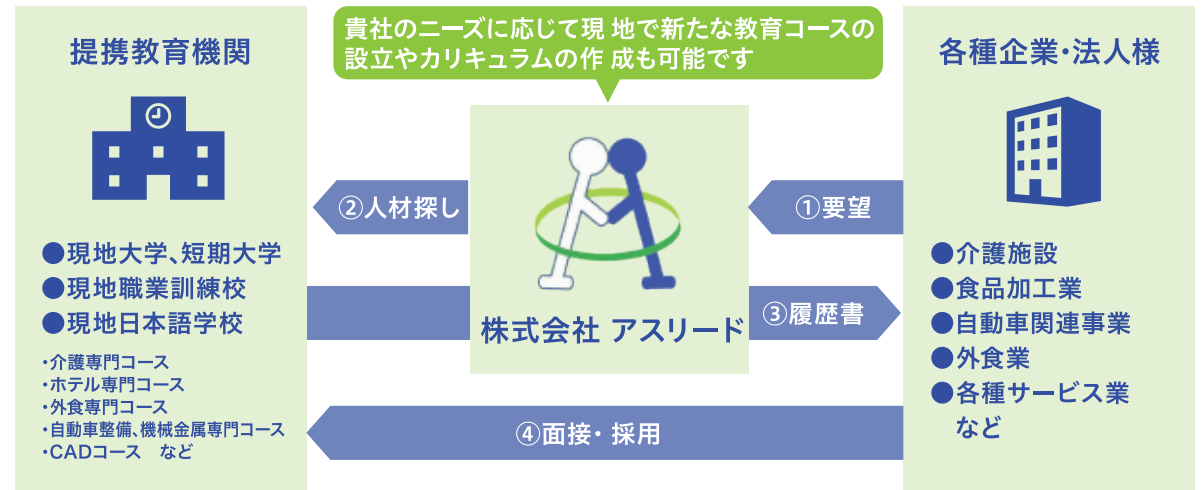 貴社のニーズに応じて現 地で新たな教育コースの
設立やカリキュラムの作 成も可能です
提携教育機関
●現地大学、短期大学
●現地職業訓練校
●現地日本語学校
・介護専門コース
・ホテル専門コース
・外食専門コース
・自動車整備、機械金属専門コース
・CADコース　など
②人材探し
株式会社 アスリード
①要望
③履歴書
④面接・ 採用
各種企業・法人様
●介護施設
●食品加工業
●自動車関連事業
●外食業
●各種サービス業
など